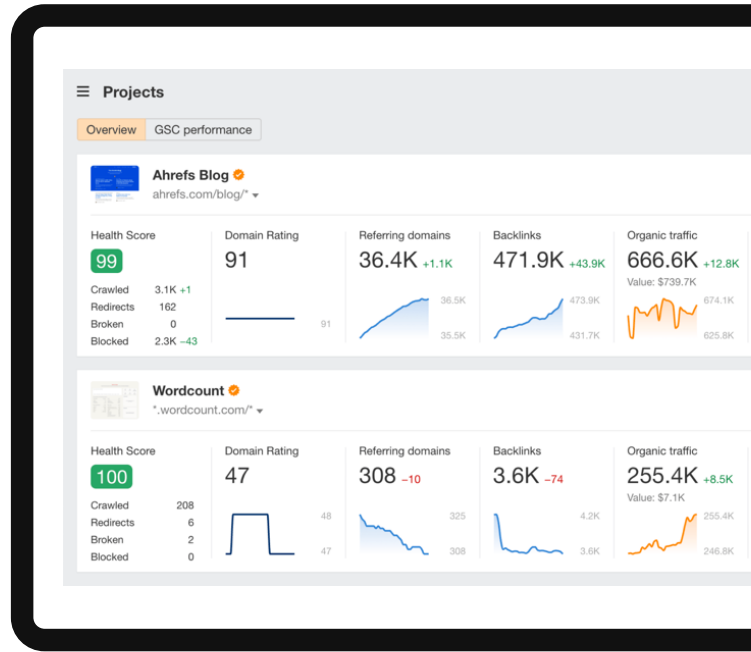 Projects
Overview GSC performance
Ahrefs Blog
ahrefs.com/blog/*
Health Score Domain Rating Referring domains Backlinks Organic traffic
99 91 36.4K +1.1K 471.9K +43.9K 666.6K +12.8K
Value: $739.7K
Crawled 3.1K +1
Redirects 162
Broken 0
Blocked 2.3K −43
91
36.5K
35.5K
473.9K
431.7K
674.1K
625.8K
Wordcount
*.wordcount.com/*
Health Score Domain Rating Referring domains Backlinks Organic traffic
100 47 308 −10 3.6K −74 255.4K +8.5K
Value: $7.1K
Crawled 208
Redirects 6
Broken 2
Blocked 0
48
47
325
308
4.2K
3.6K
255.4K
246.8K